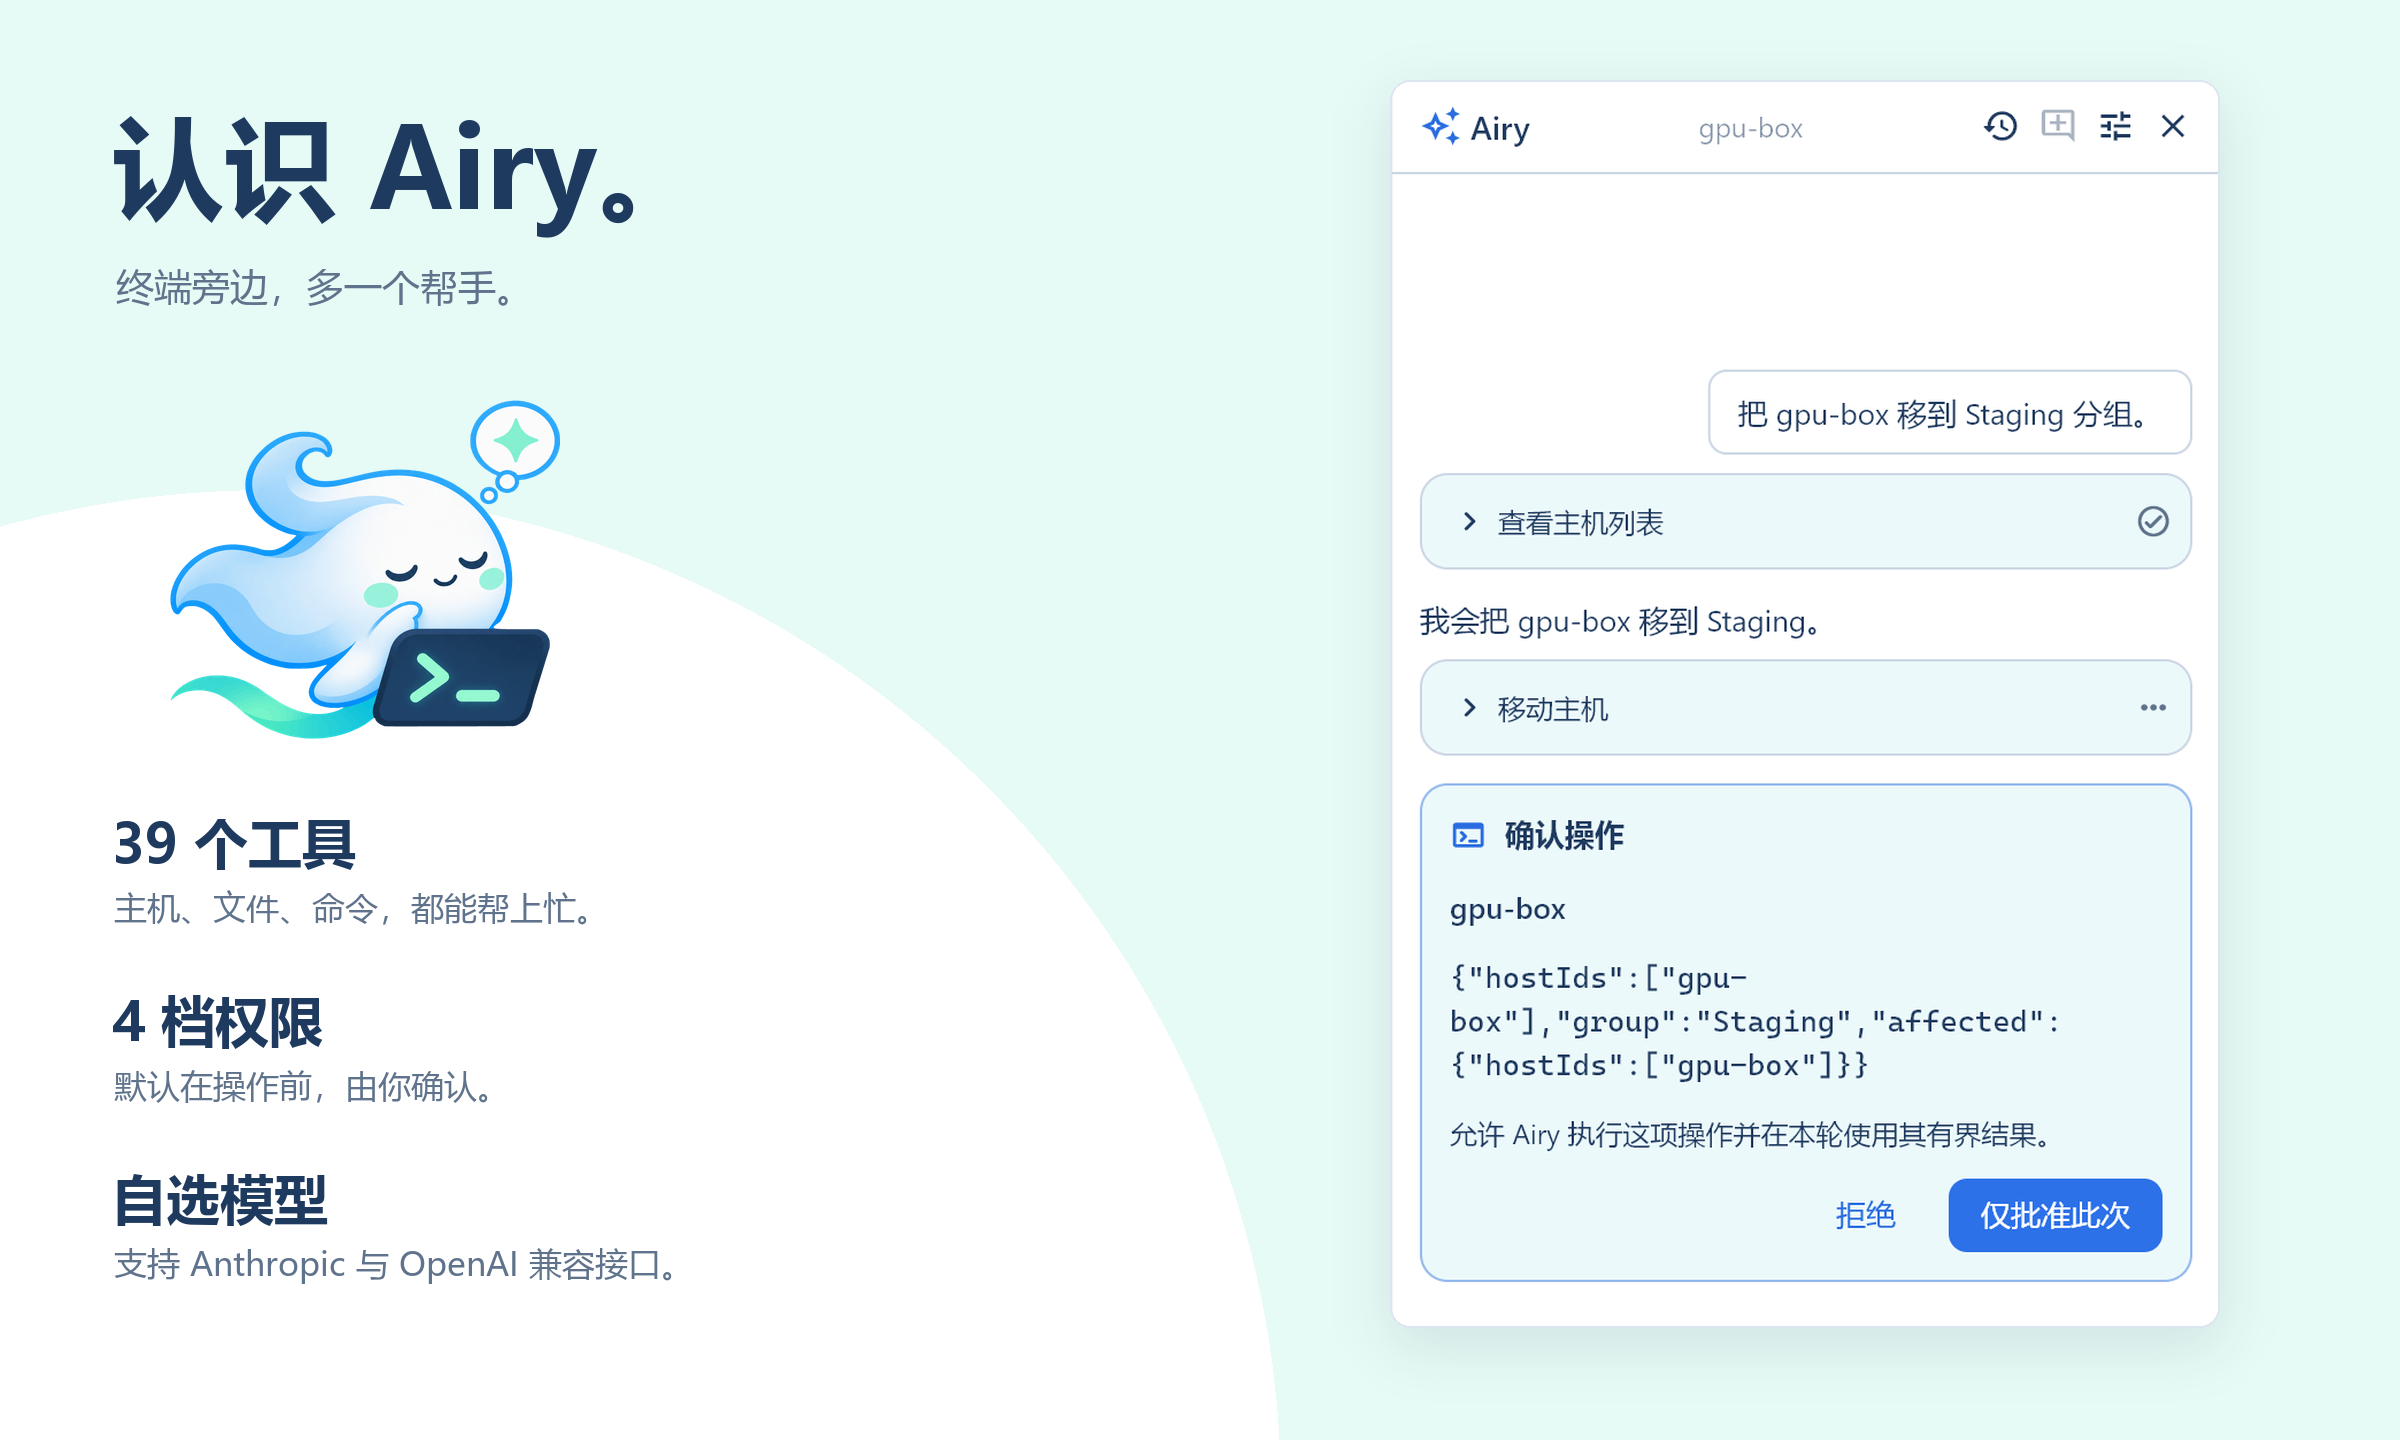 认识 Airy。
终端旁边，多一个帮手。
39 个工具
主机、文件、命令，都能帮上忙。
4 档权限
默认在操作前，由你确认。
自选模型
支持 Anthropic 与 OpenAI 兼容接口。
Airy
gpu-box
把 gpu-box 移到 Staging 分组。
查看主机列表
我会把 gpu-box 移到 Staging。
移动主机
确认操作
gpu-box
{"hostIds":["gpu-
box"],"group":"Staging","affected":
{"hostIds":["gpu-box"]}}
允许 Airy 执行这项操作并在本轮使用其有界结果。
拒绝
仅批准此次